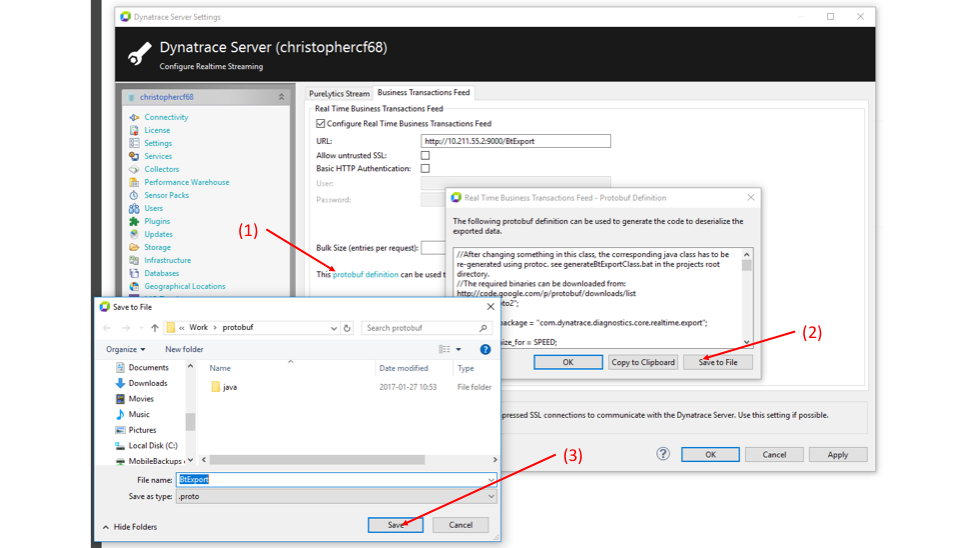 Dynatrace Server Settings
Dynatrace Server (christophercf68)
Configure Realtime Streaming
christophercf68
Connectivity
License
Settings
Services
Collectors
Performance Warehouse
Sensor Packs
Users
Plugins
Updates
Storage
Infrastructure
Databases
Geographical Locations
PureLytics Stream
Business Transactions Feed
Real Time Business Transactions Feed
Configure Real Time Business Transactions Feed
URL:
http://10.211.55.2:9000/BtExport
Allow untrusted SSL:
Basic HTTP Authentication:
User:
Password:
(1)
Bulk Size (entries per request):
This protobuf definition can be used t
Real Time Business Transactions Feed - Protobuf Definition
The following protobuf definition can be used to generate the code to deserialize the
exported data.
//After changing something in this class, the corresponding java class has to be
re-generated using protoc. see generateBtExportClass.bat in the projects root
directory.
//The required binaries can be downloaded from:
http://code.google.com/p/protobuf/downloads/list
to2";
package = "com.dynatrace.diagnostics.core.realtime.export";
ize_for = SPEED;
(2)
OK
Copy to Clipboard
Save to File
pressed SSL connections to communicate with the Dynatrace Server. Use this setting if possible.
?
OK
Cancel
Apply
Save to File
« Work › protobuf
Search protobuf
Organize
New folder
?
Documents
Downloads
Movies
Music
Pictures
Local Disk (C:)
MobileBackups
Name
Date modified
Type
java
2017-01-27 10:53
File folder
(3)
File name:
BtExport
Save as type:
.proto
Hide Folders
Save
Cancel